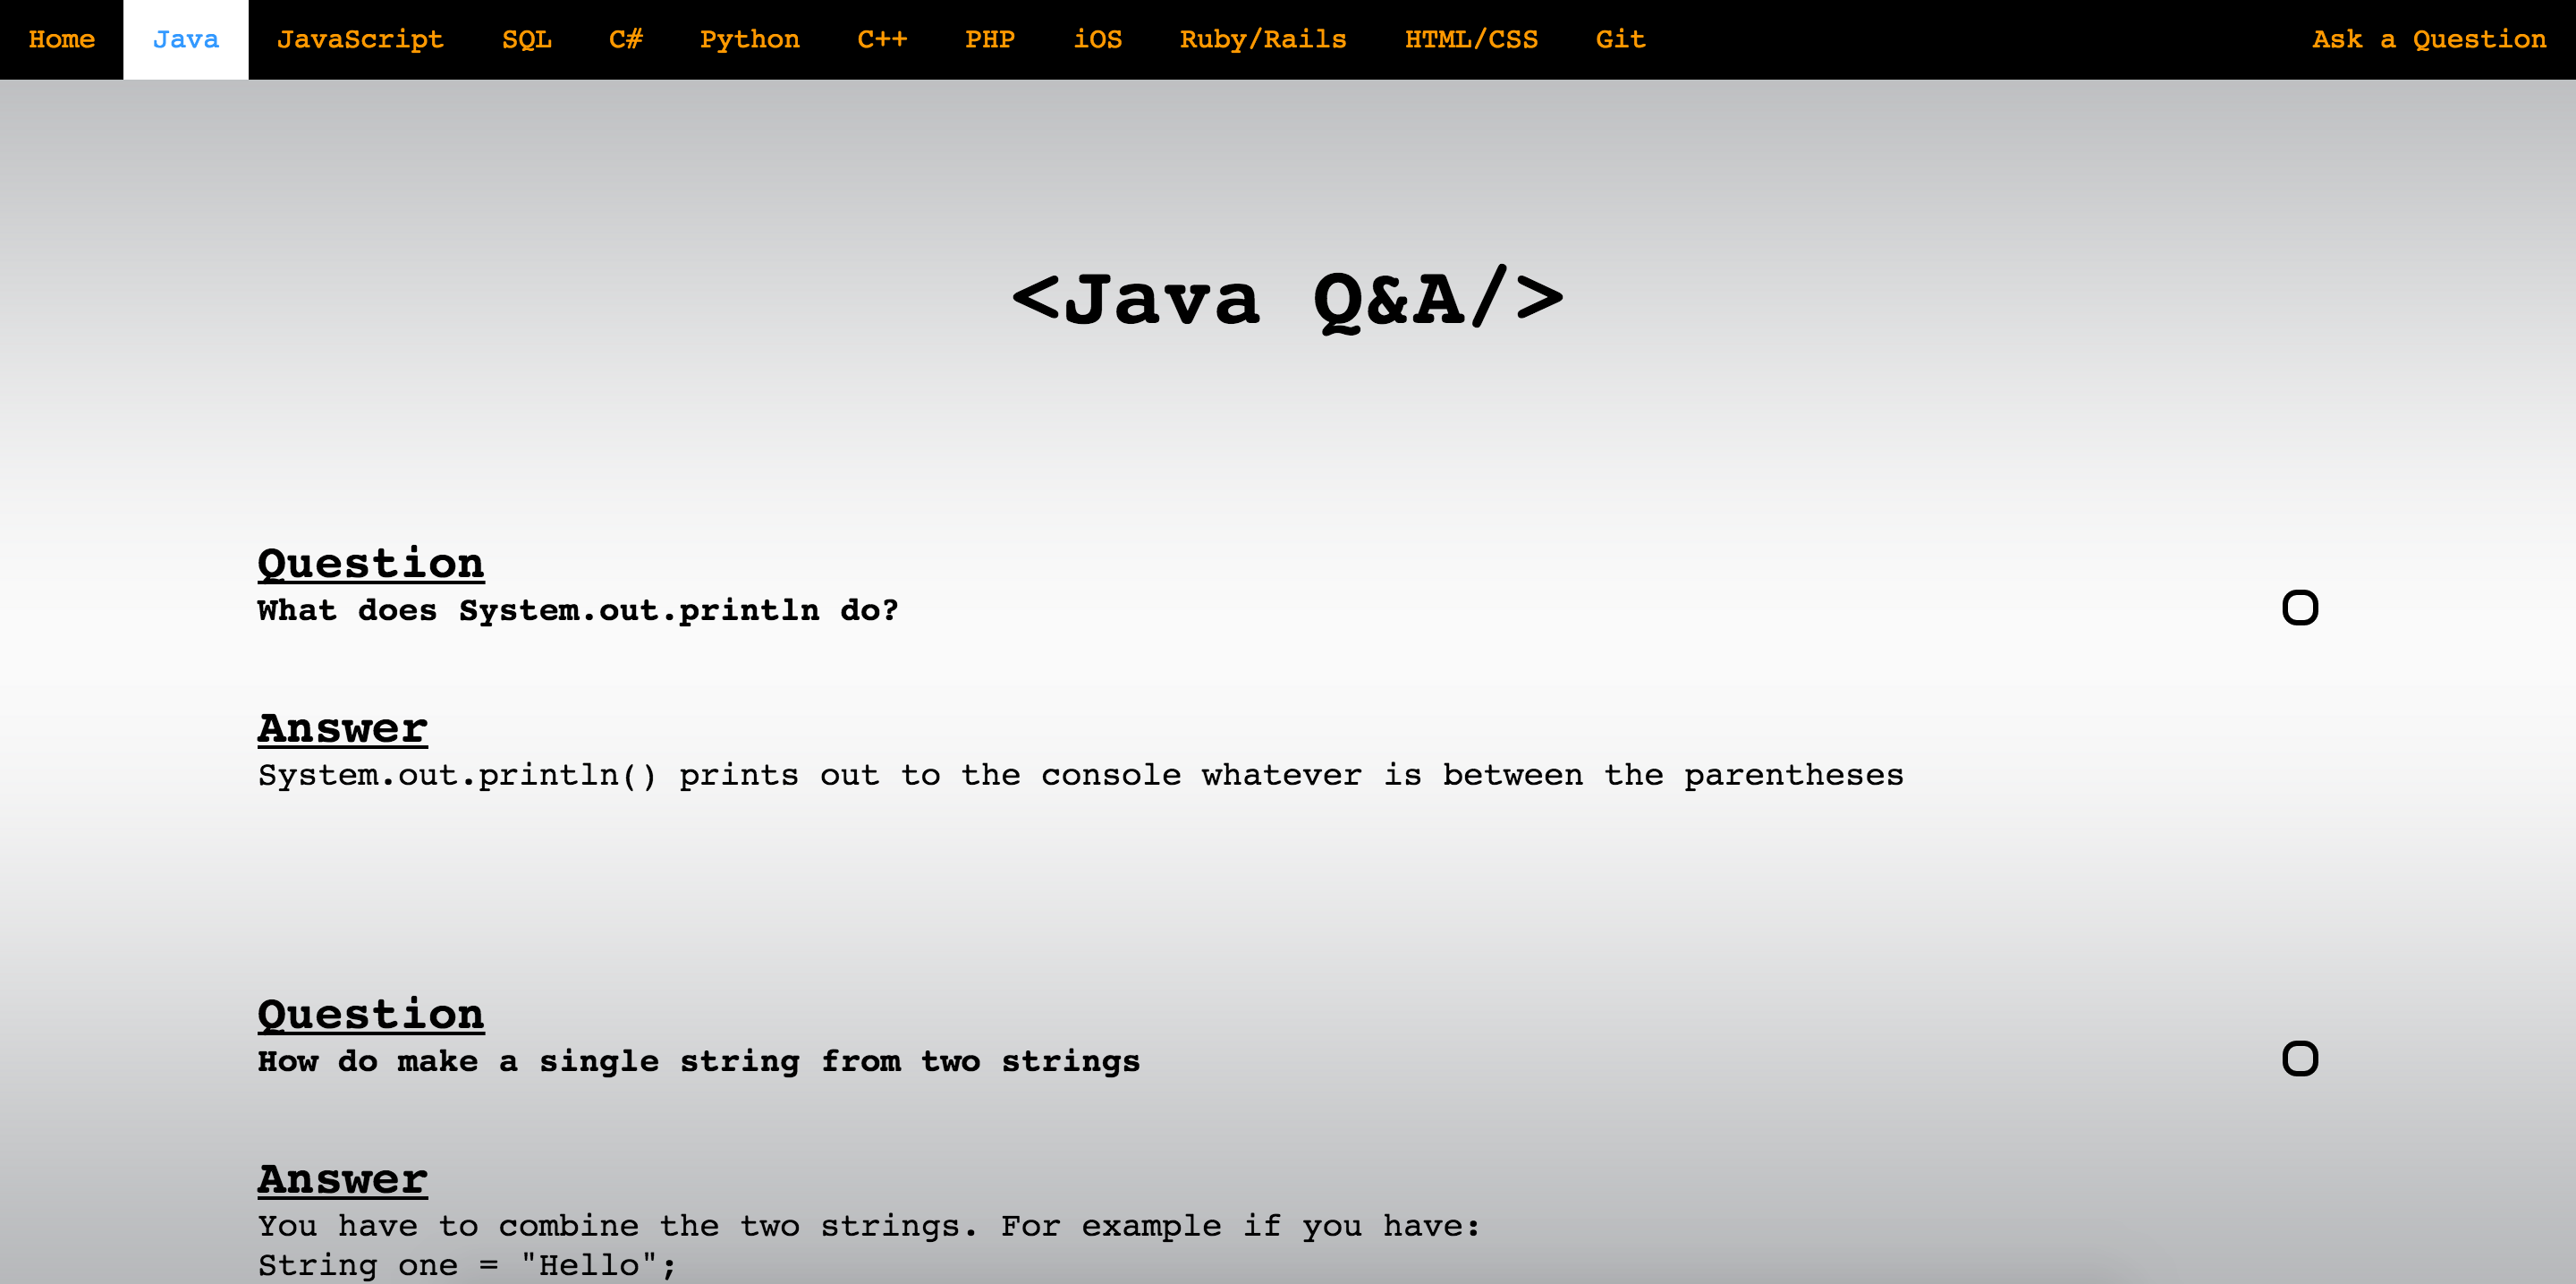 Home Java JavaScript SQL C# Python C++ PHP iOS Ruby/Rails HTML/CSS Git Ask a Question
<Java Q&A/>
Question
What does System.out.println do?
Answer
System.out.println() prints out to the console whatever is between the parentheses
Question
How do make a single string from two strings
Answer
You have to combine the two strings. For example if you have:
String one = "Hello";